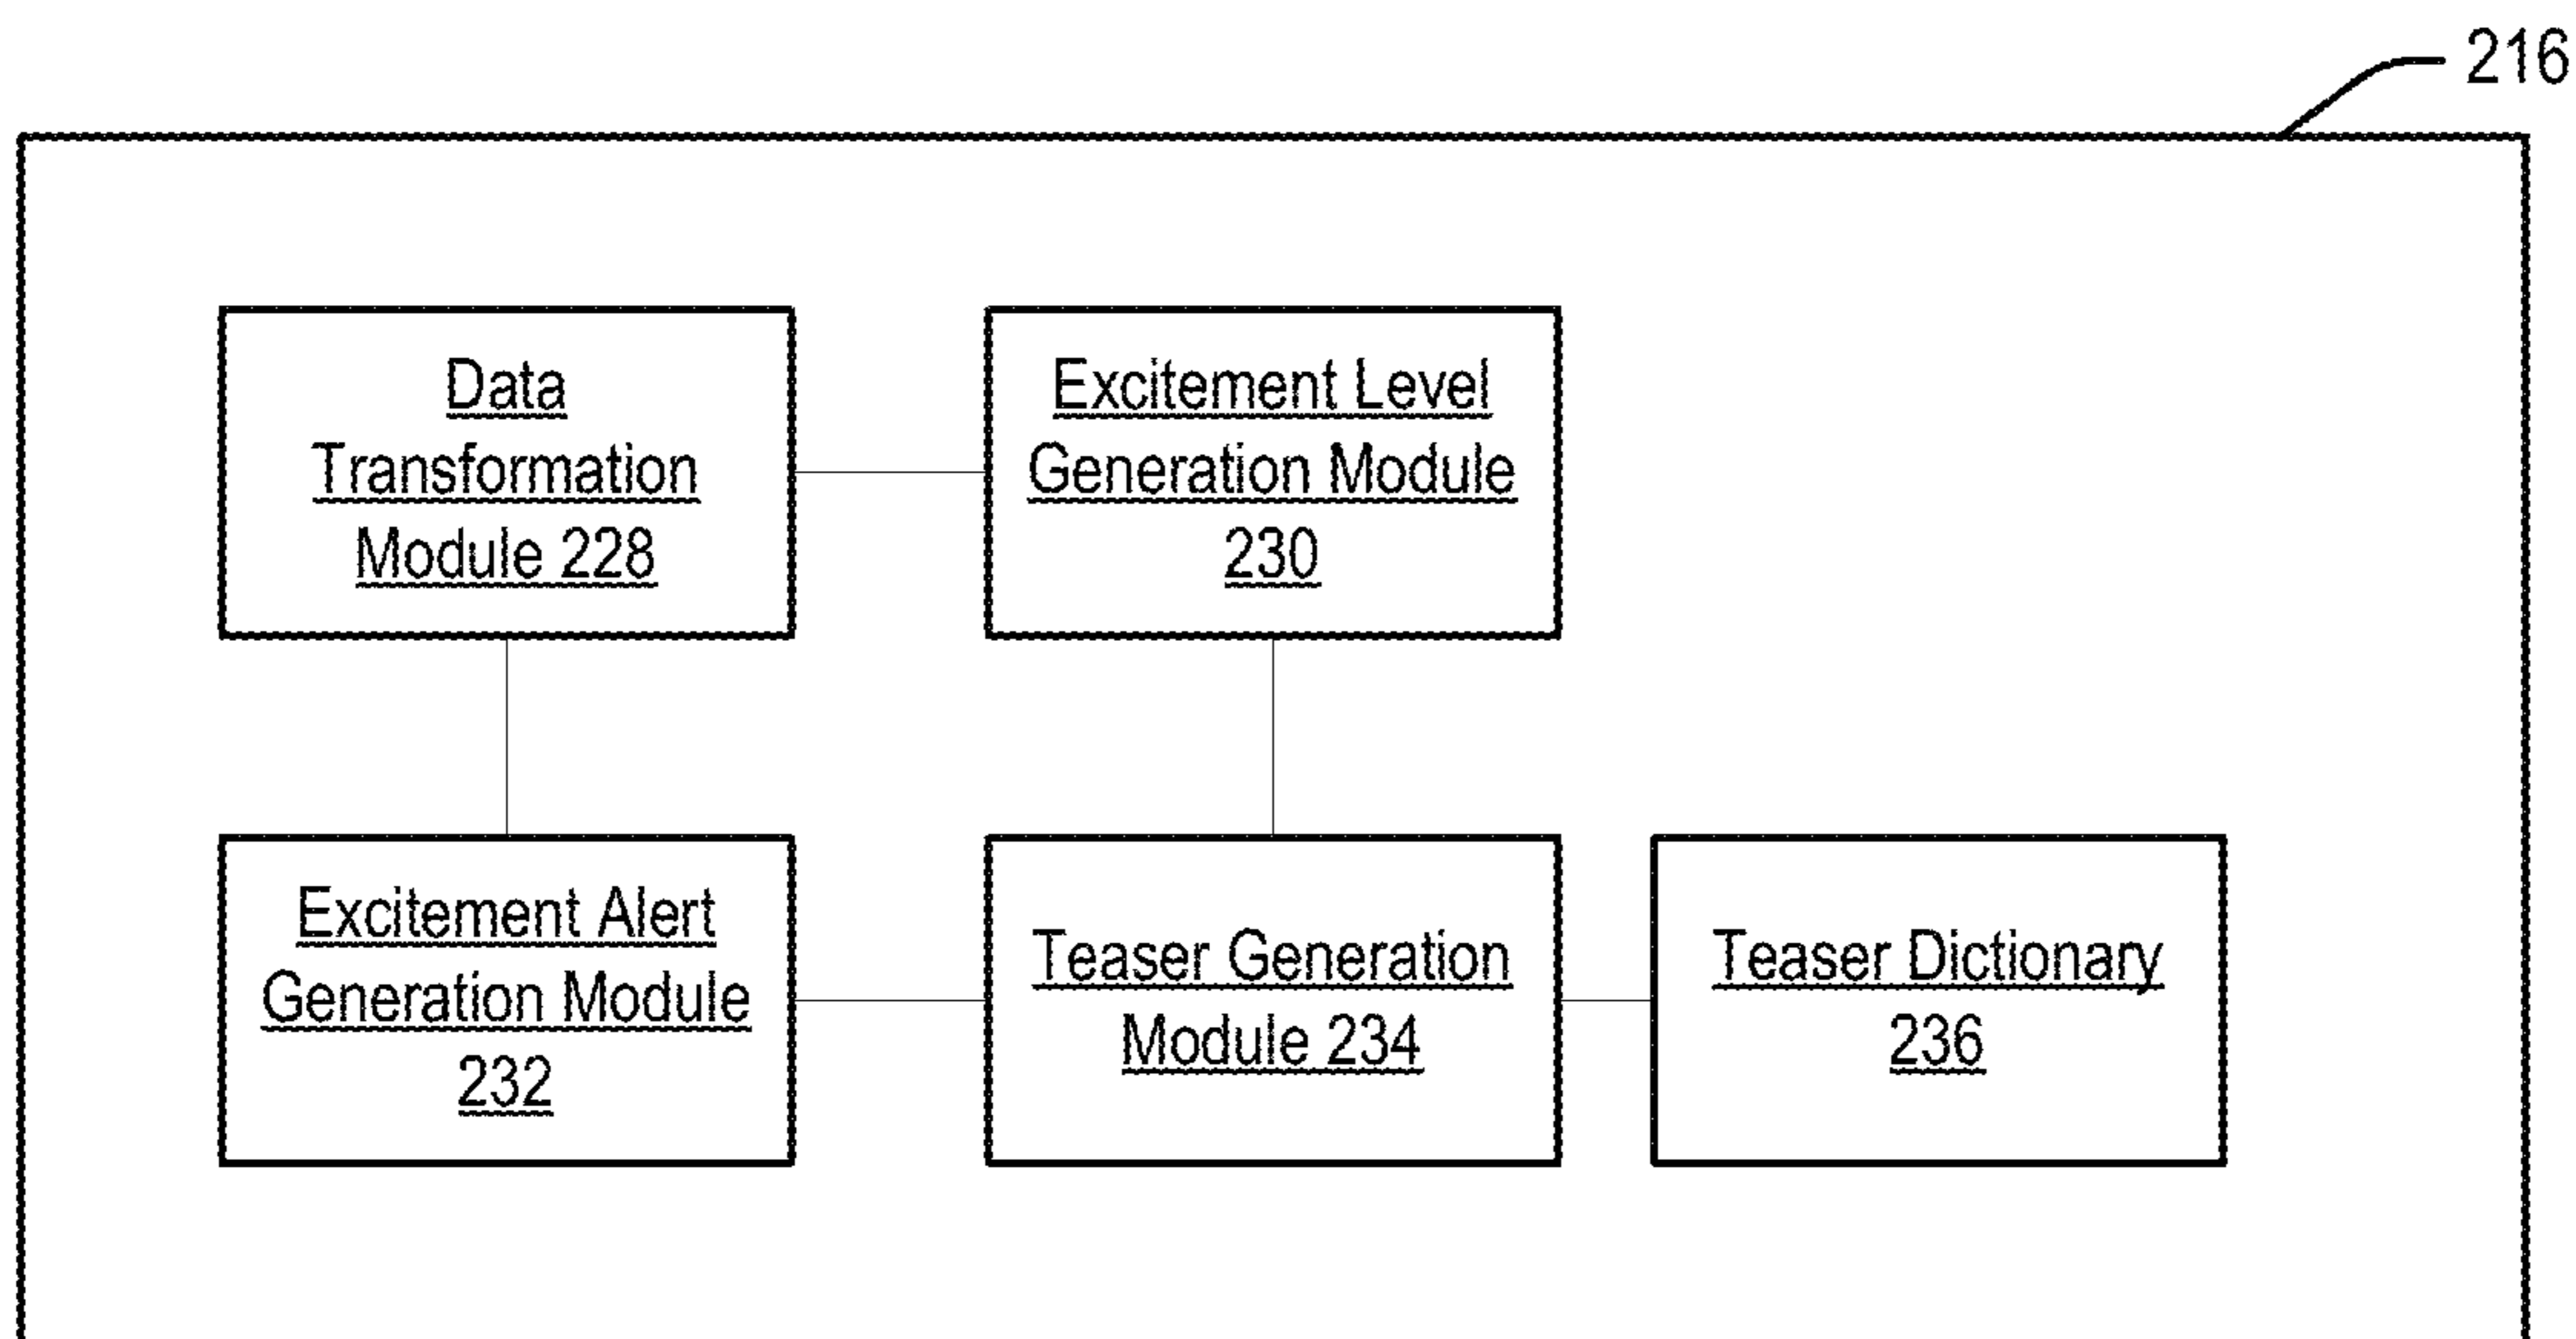 216
Data
Transformation
Module 228
Excitement Level
Generation Module
230
Excitement Alert
Generation Module
232
Teaser Generation
Module 234
Teaser Dictionary
236